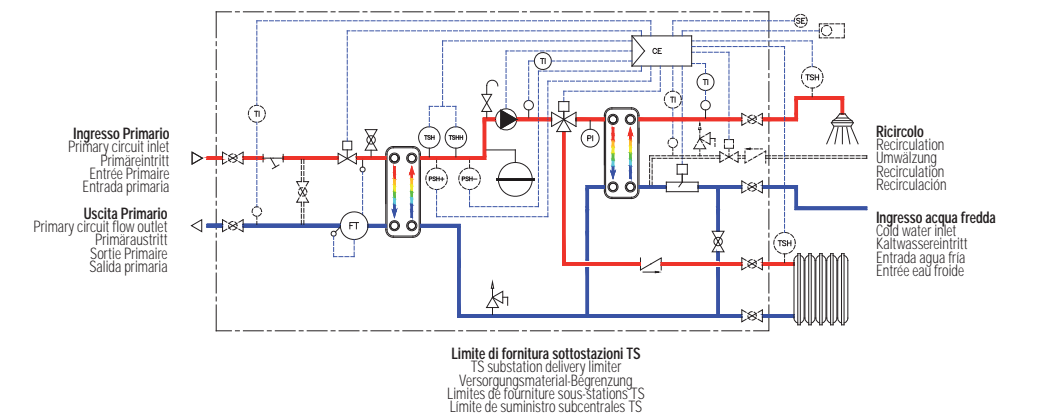 SE
CE
TI
TI
TI
TI
TSH
TSH
TSHH
PI
PSH+
PSH–
FT
TSH
Ingresso Primario
Primary circuit inlet
Primäreintritt
Entrée Primaire
Entrada primaria
Uscita Primario
Primary circuit flow outlet
Primäraustritt
Sortie Primaire
Salida primaria
Ricircolo
Recirculation
Umwälzung
Recirculation
Recirculación
Ingresso acqua fredda
Cold water inlet
Kaltwassereintritt
Entrada agua fría
Entrée eau froide
Limite di fornitura sottostazioni TS
TS substation delivery limiter
Versorgungsmaterial-Begrenzung
Limites de fourniture sous-stations TS
Límite de suministro subcentrales TS